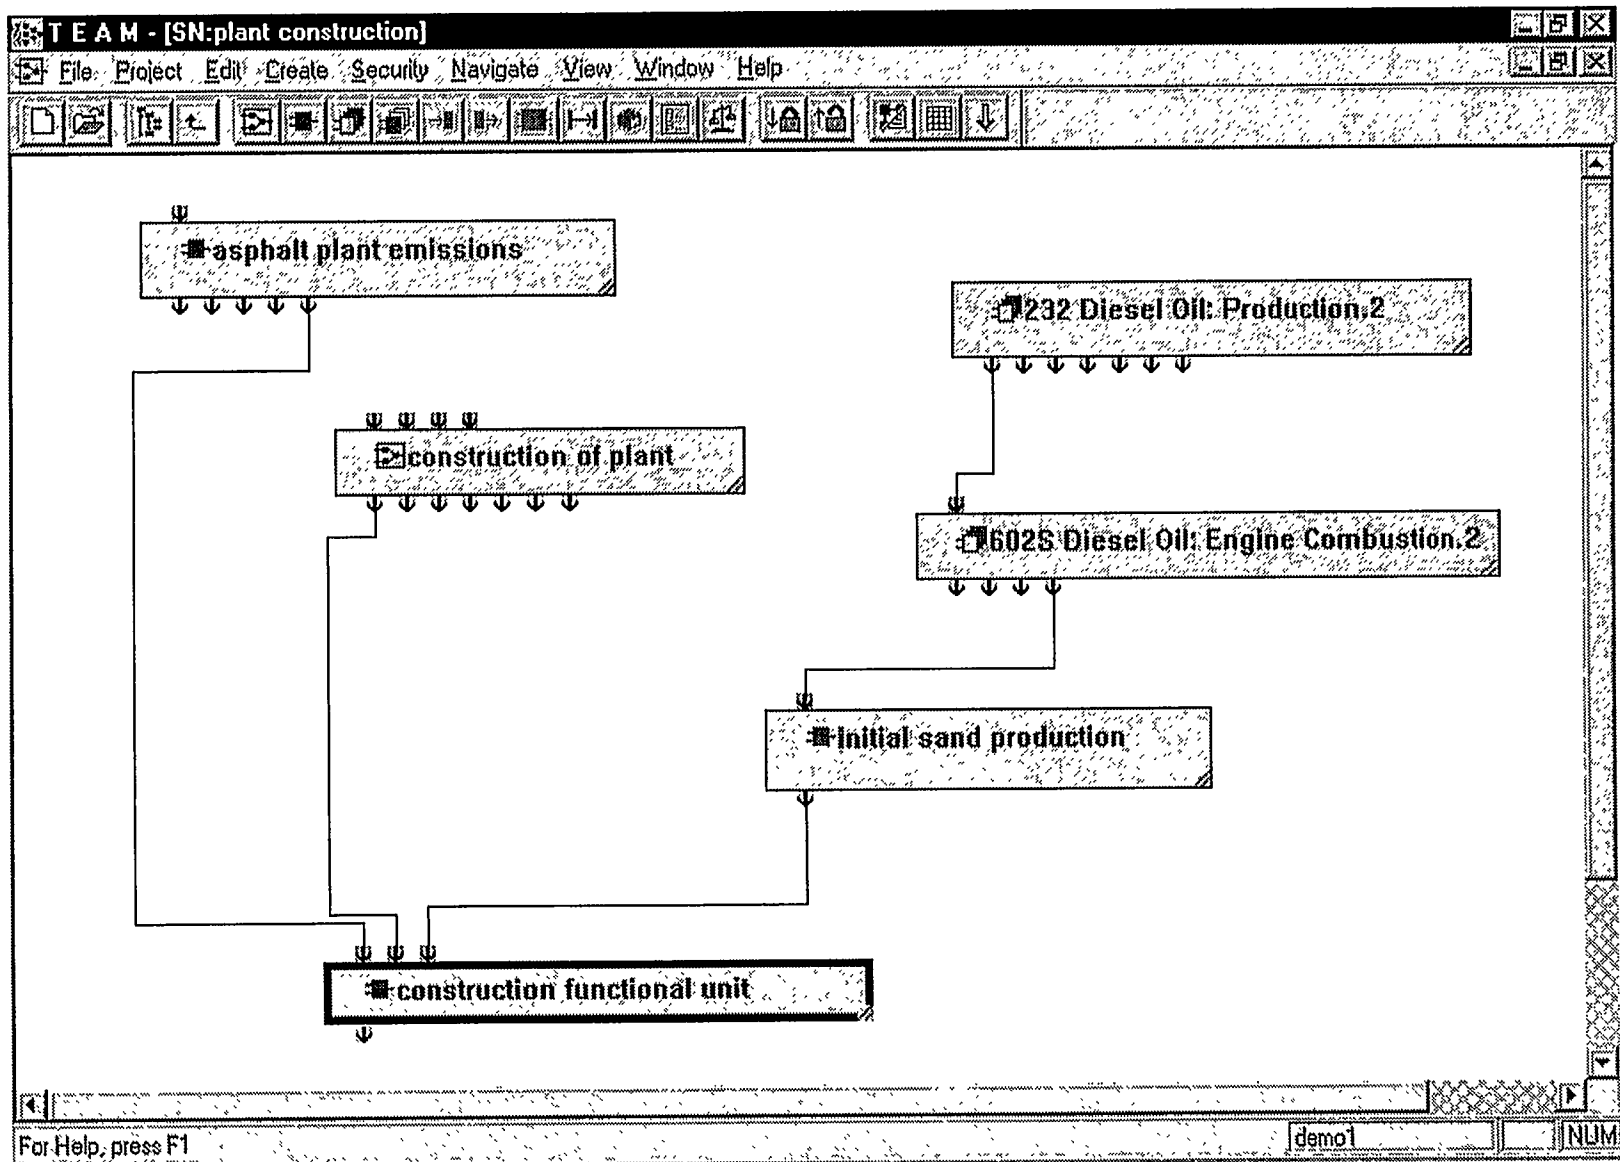 T E A M - [SN:plant construction]
File Project Edit Create Security Navigate View Window Help
asphalt plant emissions
232 Diesel Oil: Production.2
construction of plant
602S Diesel Oil: Engine Combustion.2
initial sand production
construction functional unit
For Help, press F1
demo1
NUM